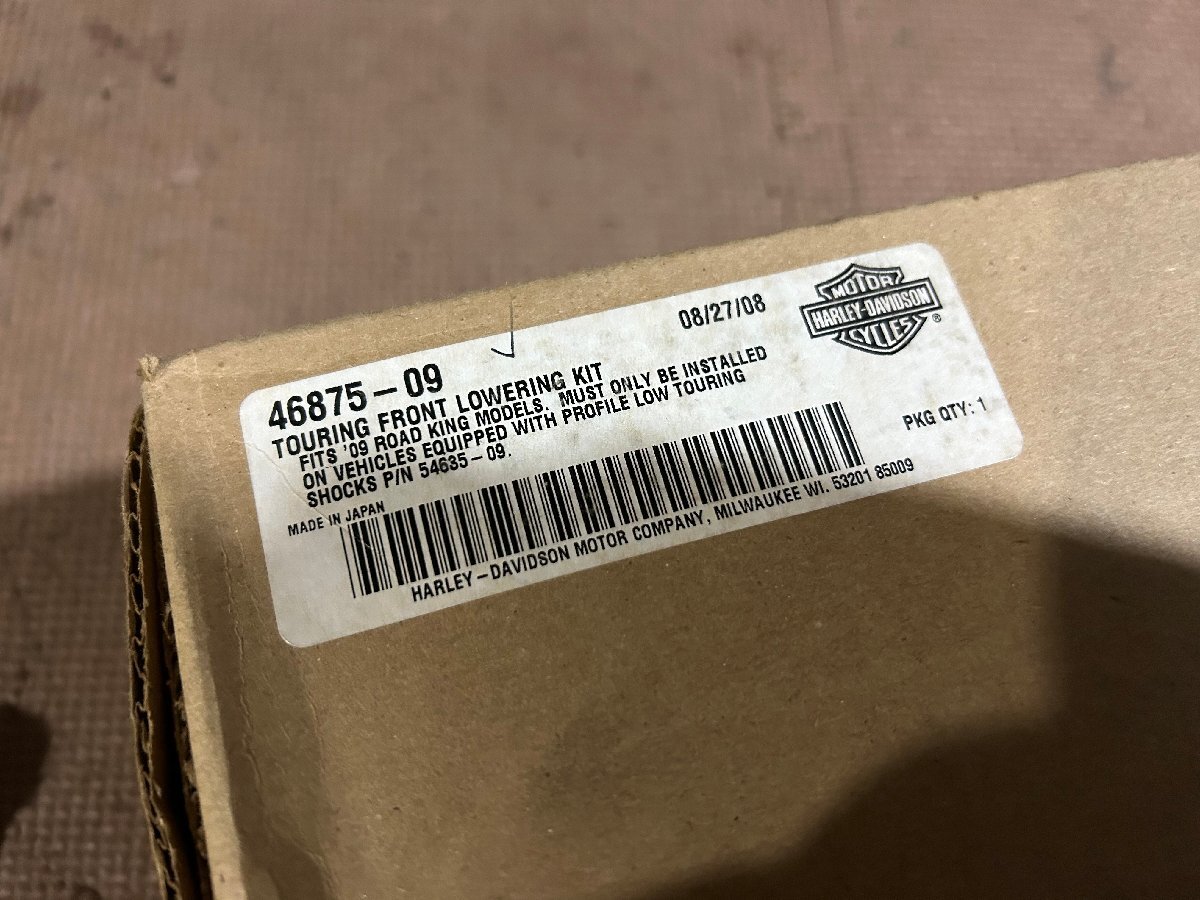 08/27/08
MOTOR
HARLEY-DAVIDSON
CYCLES
®
46875-09
TOURING FRONT LOWERING KIT
FITS '09 ROAD KING MODELS. MUST ONLY BE INSTALLED
ON VEHICLES EQUIPPED WITH PROFILE LOW TOURING
SHOCKS P/N 54635-09.
PKG QTY: 1
MADE IN JAPAN
HARLEY-DAVIDSON MOTOR COMPANY, MILWAUKEE WI. 53201 85009